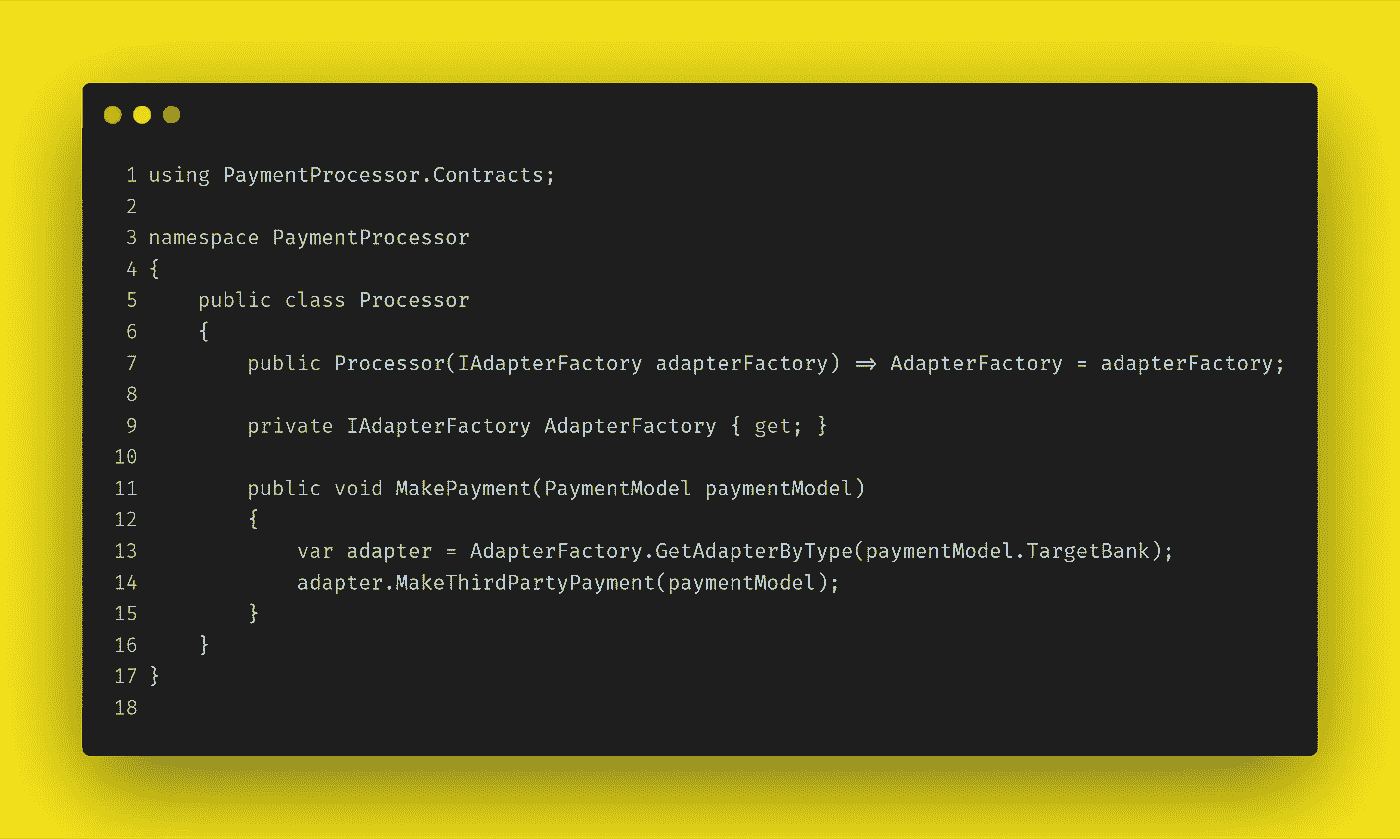 1 using PaymentProcessor.Contracts;
2
3 namespace PaymentProcessor
4 {
5     public class Processor
6     {
7         public Processor(IAdapterFactory adapterFactory) => AdapterFactory = adapterFactory;
8
9         private IAdapterFactory AdapterFactory { get; }
10
11         public void MakePayment(PaymentModel paymentModel)
12         {
13             var adapter = AdapterFactory.GetAdapterByType(paymentModel.TargetBank);
14             adapter.MakeThirdPartyPayment(paymentModel);
15         }
16     }
17 }
18